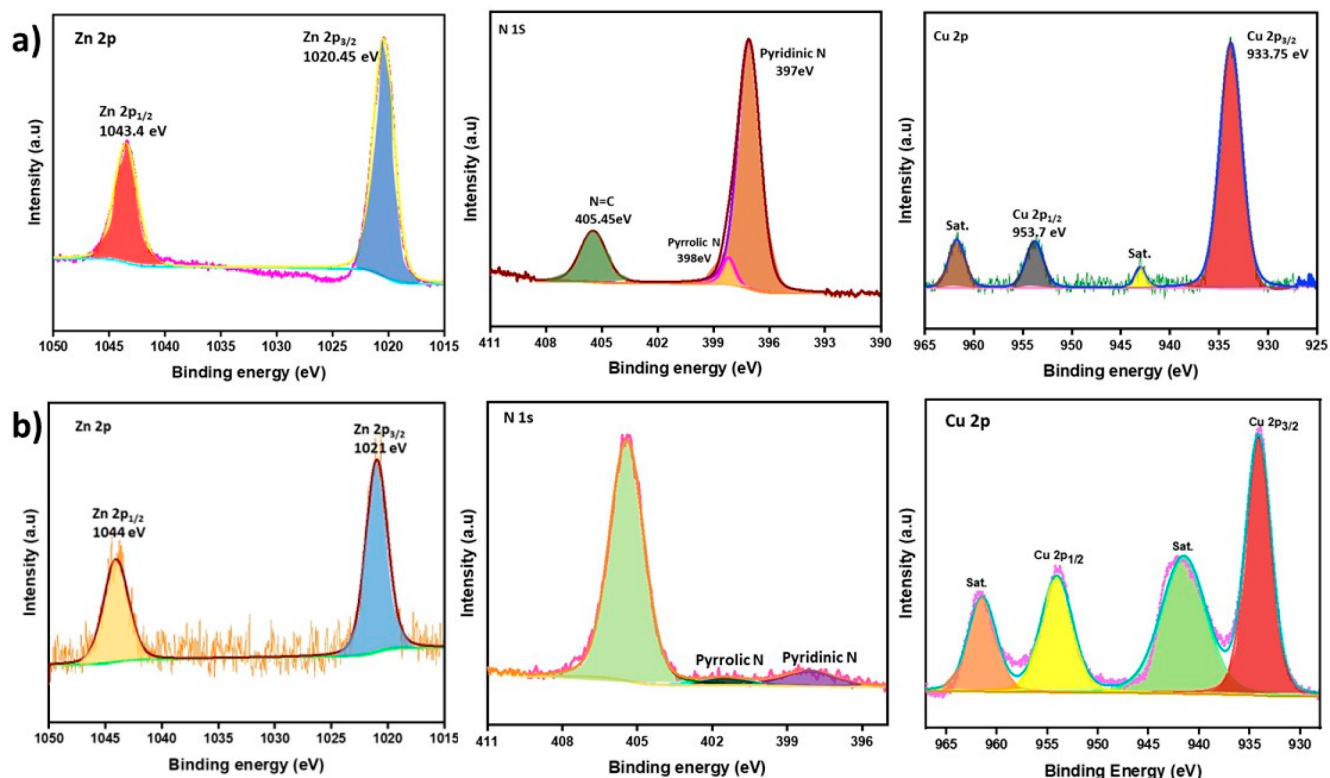 a)
Zn 2p
Zn 2p3/2
1020.45 eV
Zn 2p1/2
1043.4 eV
Intensity (a.u)
1050 1045 1040 1035 1030 1025 1020 1015
Binding energy (eV)
N 1S
Pyridinic N
397eV
N=C
405.45eV
Pyrrolic N
398eV
Intensity (a.u)
411 408 405 402 399 396 393 390
Binding energy (eV)
Cu 2p
Cu 2p3/2
933.75 eV
Sat.
Cu 2p1/2
953,7 eV
Sat.
Intensity (a.u)
965 960 955 950 945 940 935 930 925
Binding energy (eV)
b)
Zn 2p
Zn 2p3/2
1021 eV
Zn 2p1/2
1044 eV
Intensity (a.u)
1050 1045 1040 1035 1030 1025 1020 1015
Binding energy (eV)
N 1s
Pyrrolic N
Pyridinic N
Intensity (a.u)
411 408 405 402 399 396
Binding energy (eV)
Cu 2p
Cu 2p3/2
Sat.
Cu 2p1/2
Sat.
Intensity (a.u)
965 960 955 950 945 940 935 930
Binding Energy (eV)